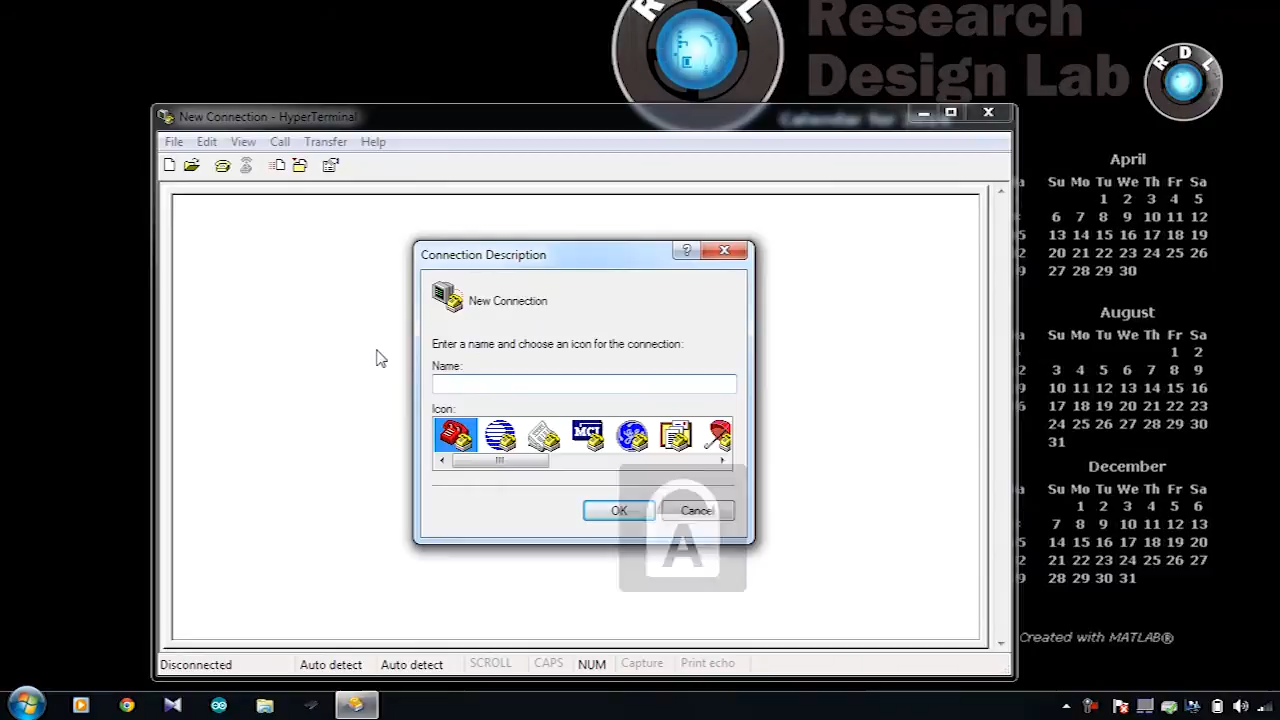 Research
Design Lab
R L
R D L
New Connection - HyperTerminal
File Edit View Call Transfer Help
Connection Description
?
New Connection
Enter a name and choose an icon for the connection:
Name:
Icon:
MCI
OK Cancel
A
Disconnected Auto detect Auto detect SCROLL CAPS NUM Capture Print echo
Calendar for
April
Su Mo Tu We Th Fr Sa
1 2 3 4 5
6 7 8 9 10 11 12
13 14 15 16 17 18 19
20 21 22 23 24 25 26
27 28 29 30
August
Su Mo Tu We Th Fr Sa
1 2
3 4 5 6 7 8 9
10 11 12 13 14 15 16
17 18 19 20 21 22 23
24 25 26 27 28 29 30
31
December
Su Mo Tu We Th Fr Sa
1 2 3 4 5 6
7 8 9 10 11 12 13
14 15 16 17 18 19 20
21 22 23 24 25 26 27
28 29 30 31
Created with MATLAB®